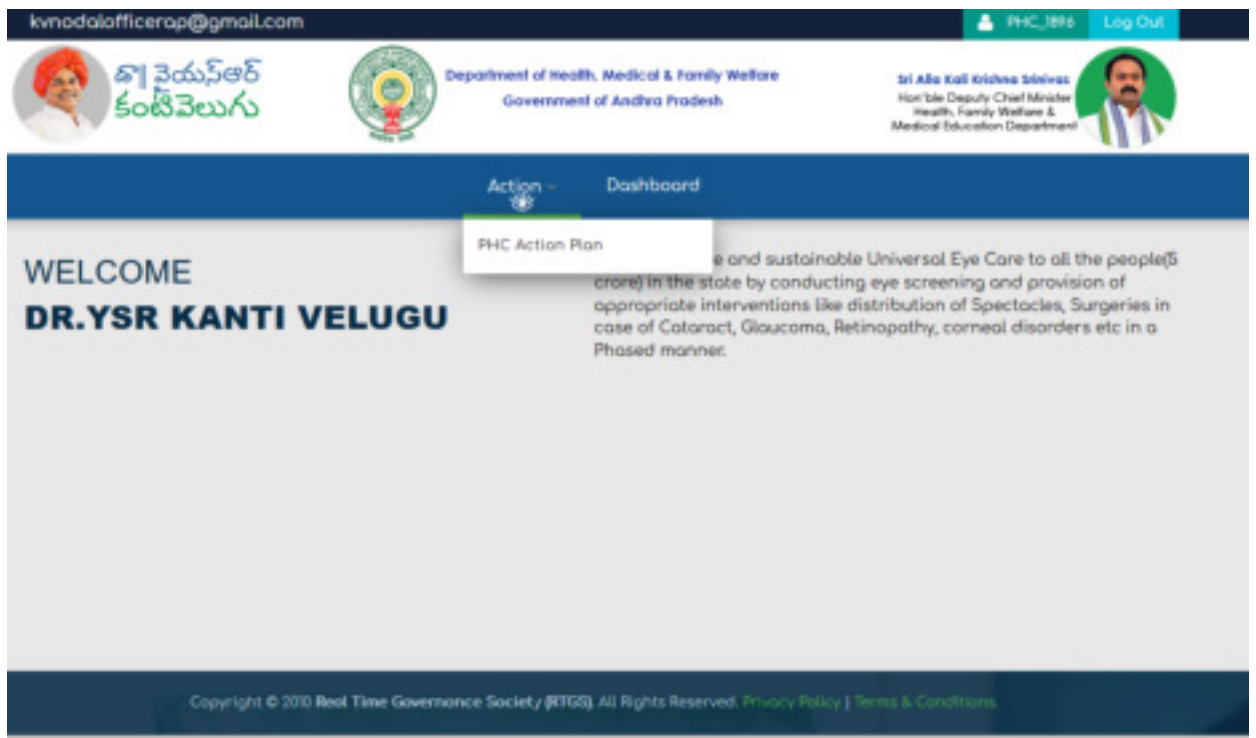 kvnodalofficerap@gmail.com
PHC_1896 Log Out
డా|| వైయస్ఆర్
కంటివెలుగు
Department of Health, Medical & Family Welfare
Government of Andhra Pradesh
Sri Alla Kali Krishna Srinivas
Hon'ble Deputy Chief Minister
Health, Family Welfare &
Medical Education Department
Action Dashboard
PHC Action Plan
WELCOME
DR.YSR KANTI VELUGU
e and sustainable Universal Eye Care to all the people(5
crore) in the state by conducting eye screening and provision of
appropriate interventions like distribution of Spectacles, Surgeries in
case of Cataract, Glaucoma, Retinopathy, corneal disorders etc in a
Phased manner.
Copyright © 2010 Real Time Governance Society (RTGS). All Rights Reserved. Privacy Policy | Terms & Conditions.